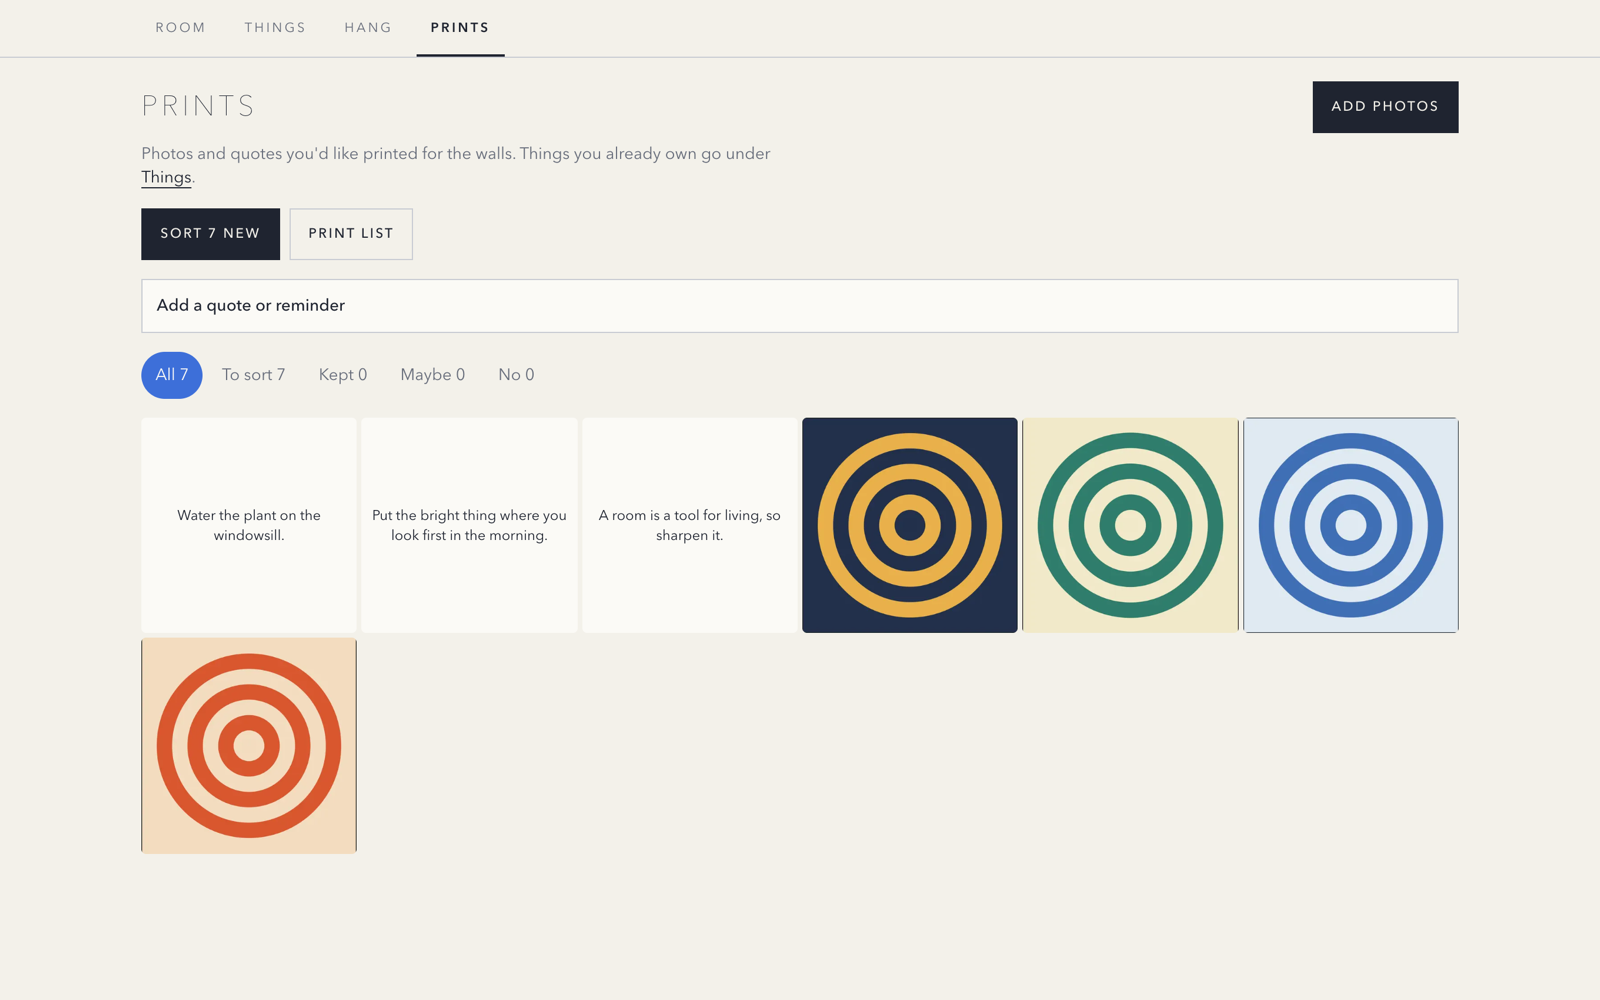 ROOM THINGS HANG PRINTS
PRINTS
ADD PHOTOS
Photos and quotes you'd like printed for the walls. Things you already own go under
Things.
SORT 7 NEW PRINT LIST
Add a quote or reminder
All 7 To sort 7 Kept 0 Maybe 0 No 0
Water the plant on the
windowsill.
Put the bright thing where you
look first in the morning.
A room is a tool for living, so
sharpen it.